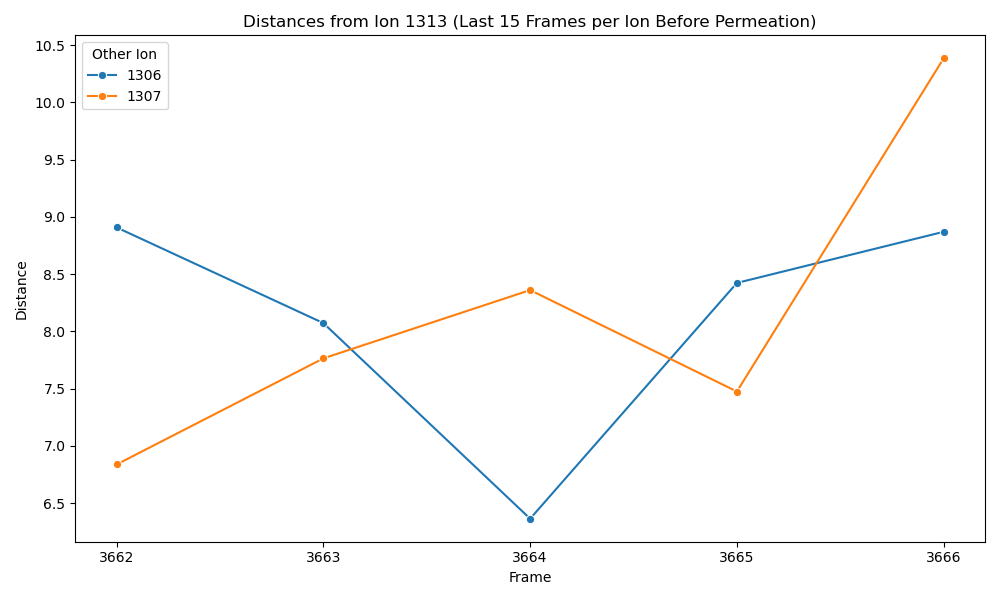 Distances from Ion 1313 (Last 15 Frames per Ion Before Permeation)
Other Ion
1306
1307
10.5
10.0
9.5
9.0
8.5
8.0
7.5
7.0
6.5
Distance
3662 3663 3664 3665 3666
Frame